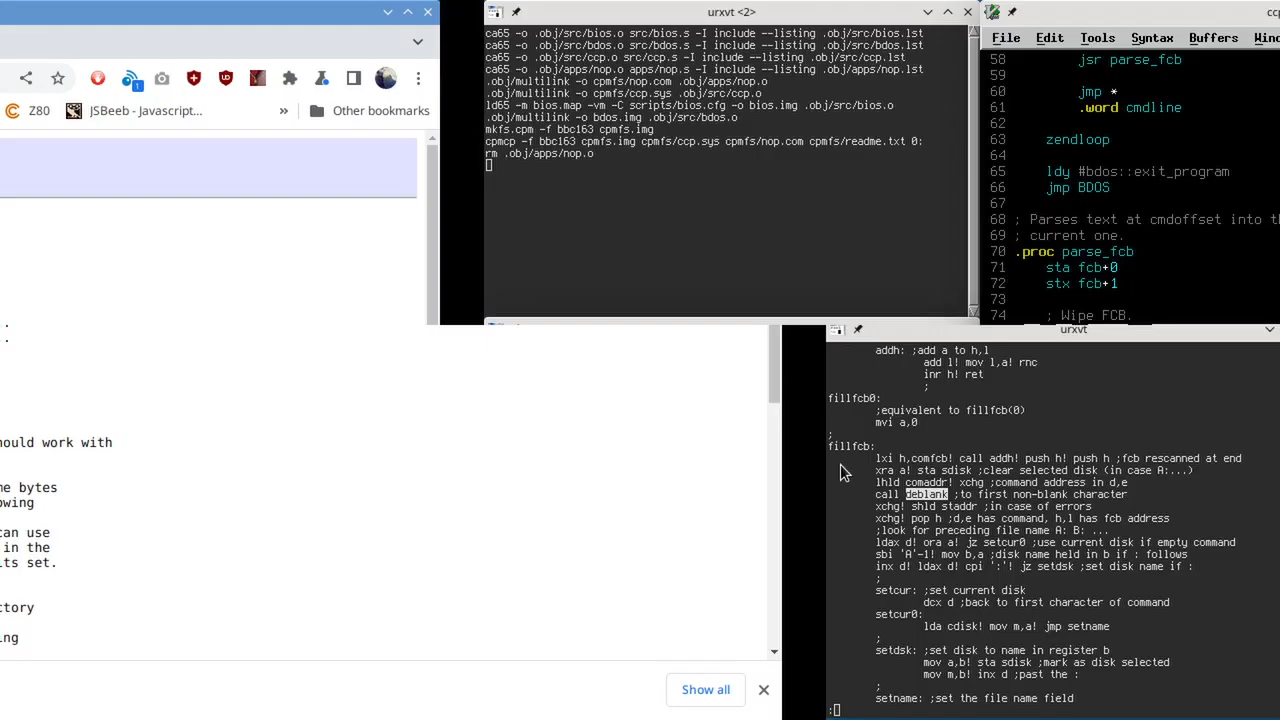 Z80
JSBeeb - Javascript...
»
Other bookmarks
ould work with
e bytes
owing
can use
in the
its set.
ctory
ing
Show all
urxvt <2>
ca65 -o .obj/src/bios.o src/bios.s -I include --listing .obj/src/bios.lst
ca65 -o .obj/src/bdos.o src/bdos.s -I include --listing .obj/src/bdos.lst
ca65 -o .obj/src/ccp.o src/ccp.s -I include --listing .obj/src/ccp.lst
ca65 -o .obj/apps/nop.o apps/nop.s -I include --listing .obj/apps/nop.lst
.obj/multilink -o cpmfs/nop.com .obj/apps/nop.o
.obj/multilink -o cpmfs/ccp.sys .obj/src/ccp.o
ld65 -m bios.map -vm -C scripts/bios.cfg -o bios.img .obj/src/bios.o
.obj/multilink -o bdos.img .obj/src/bdos.o
mkfs.cpm -f bbc163 cpmfs.img
cpmcp -f bbc163 cpmfs.img cpmfs/ccp.sys cpmfs/nop.com cpmfs/readme.txt 0:
rm .obj/apps/nop.o
ccp
File Edit Tools Syntax Buffers Wind
58 jsr parse_fcb
59
60 jmp *
61 .word cmdline
62
63 zendloop
64
65 ldy #bdos::exit_program
66 jmp BDOS
67
68 ; Parses text at cmdoffset into th
69 ; current one.
70 .proc parse_fcb
71 sta fcb+0
72 stx fcb+1
73
74 ; Wipe FCB.
urxvt
addh: ;add a to h,l
add l! mov l,a! rnc
inr h! ret
;
fillfcb0:
;equivalent to fillfcb(0)
mvi a,0
;
fillfcb:
lxi h,comfcb! call addh! push h! push h ;fcb rescanned at end
xra a! sta sdisk ;clear selected disk (in case A:...)
lhld comaddr! xchg ;command address in d,e
call deblank ;to first non-blank character
xchg! shld staddr ;in case of errors
xchg! pop h ;d,e has command, h,l has fcb address
;look for preceding file name A: B: ...
ldax d! ora a! jz setcur0 ;use current disk if empty command
sbi 'A'-1! mov b,a ;disk name held in b if : follows
inx d! ldax d! cpi ':'! jz setdsk ;set disk name if :
;
setcur: ;set current disk
dcx d ;back to first character of command
setcur0:
lda cdisk! mov m,a! jmp setname
;
setdsk: ;set disk to name in register b
mov a,b! sta sdisk ;mark as disk selected
mov m,b! inx d ;past the :
;
setname: ;set the file name field
: